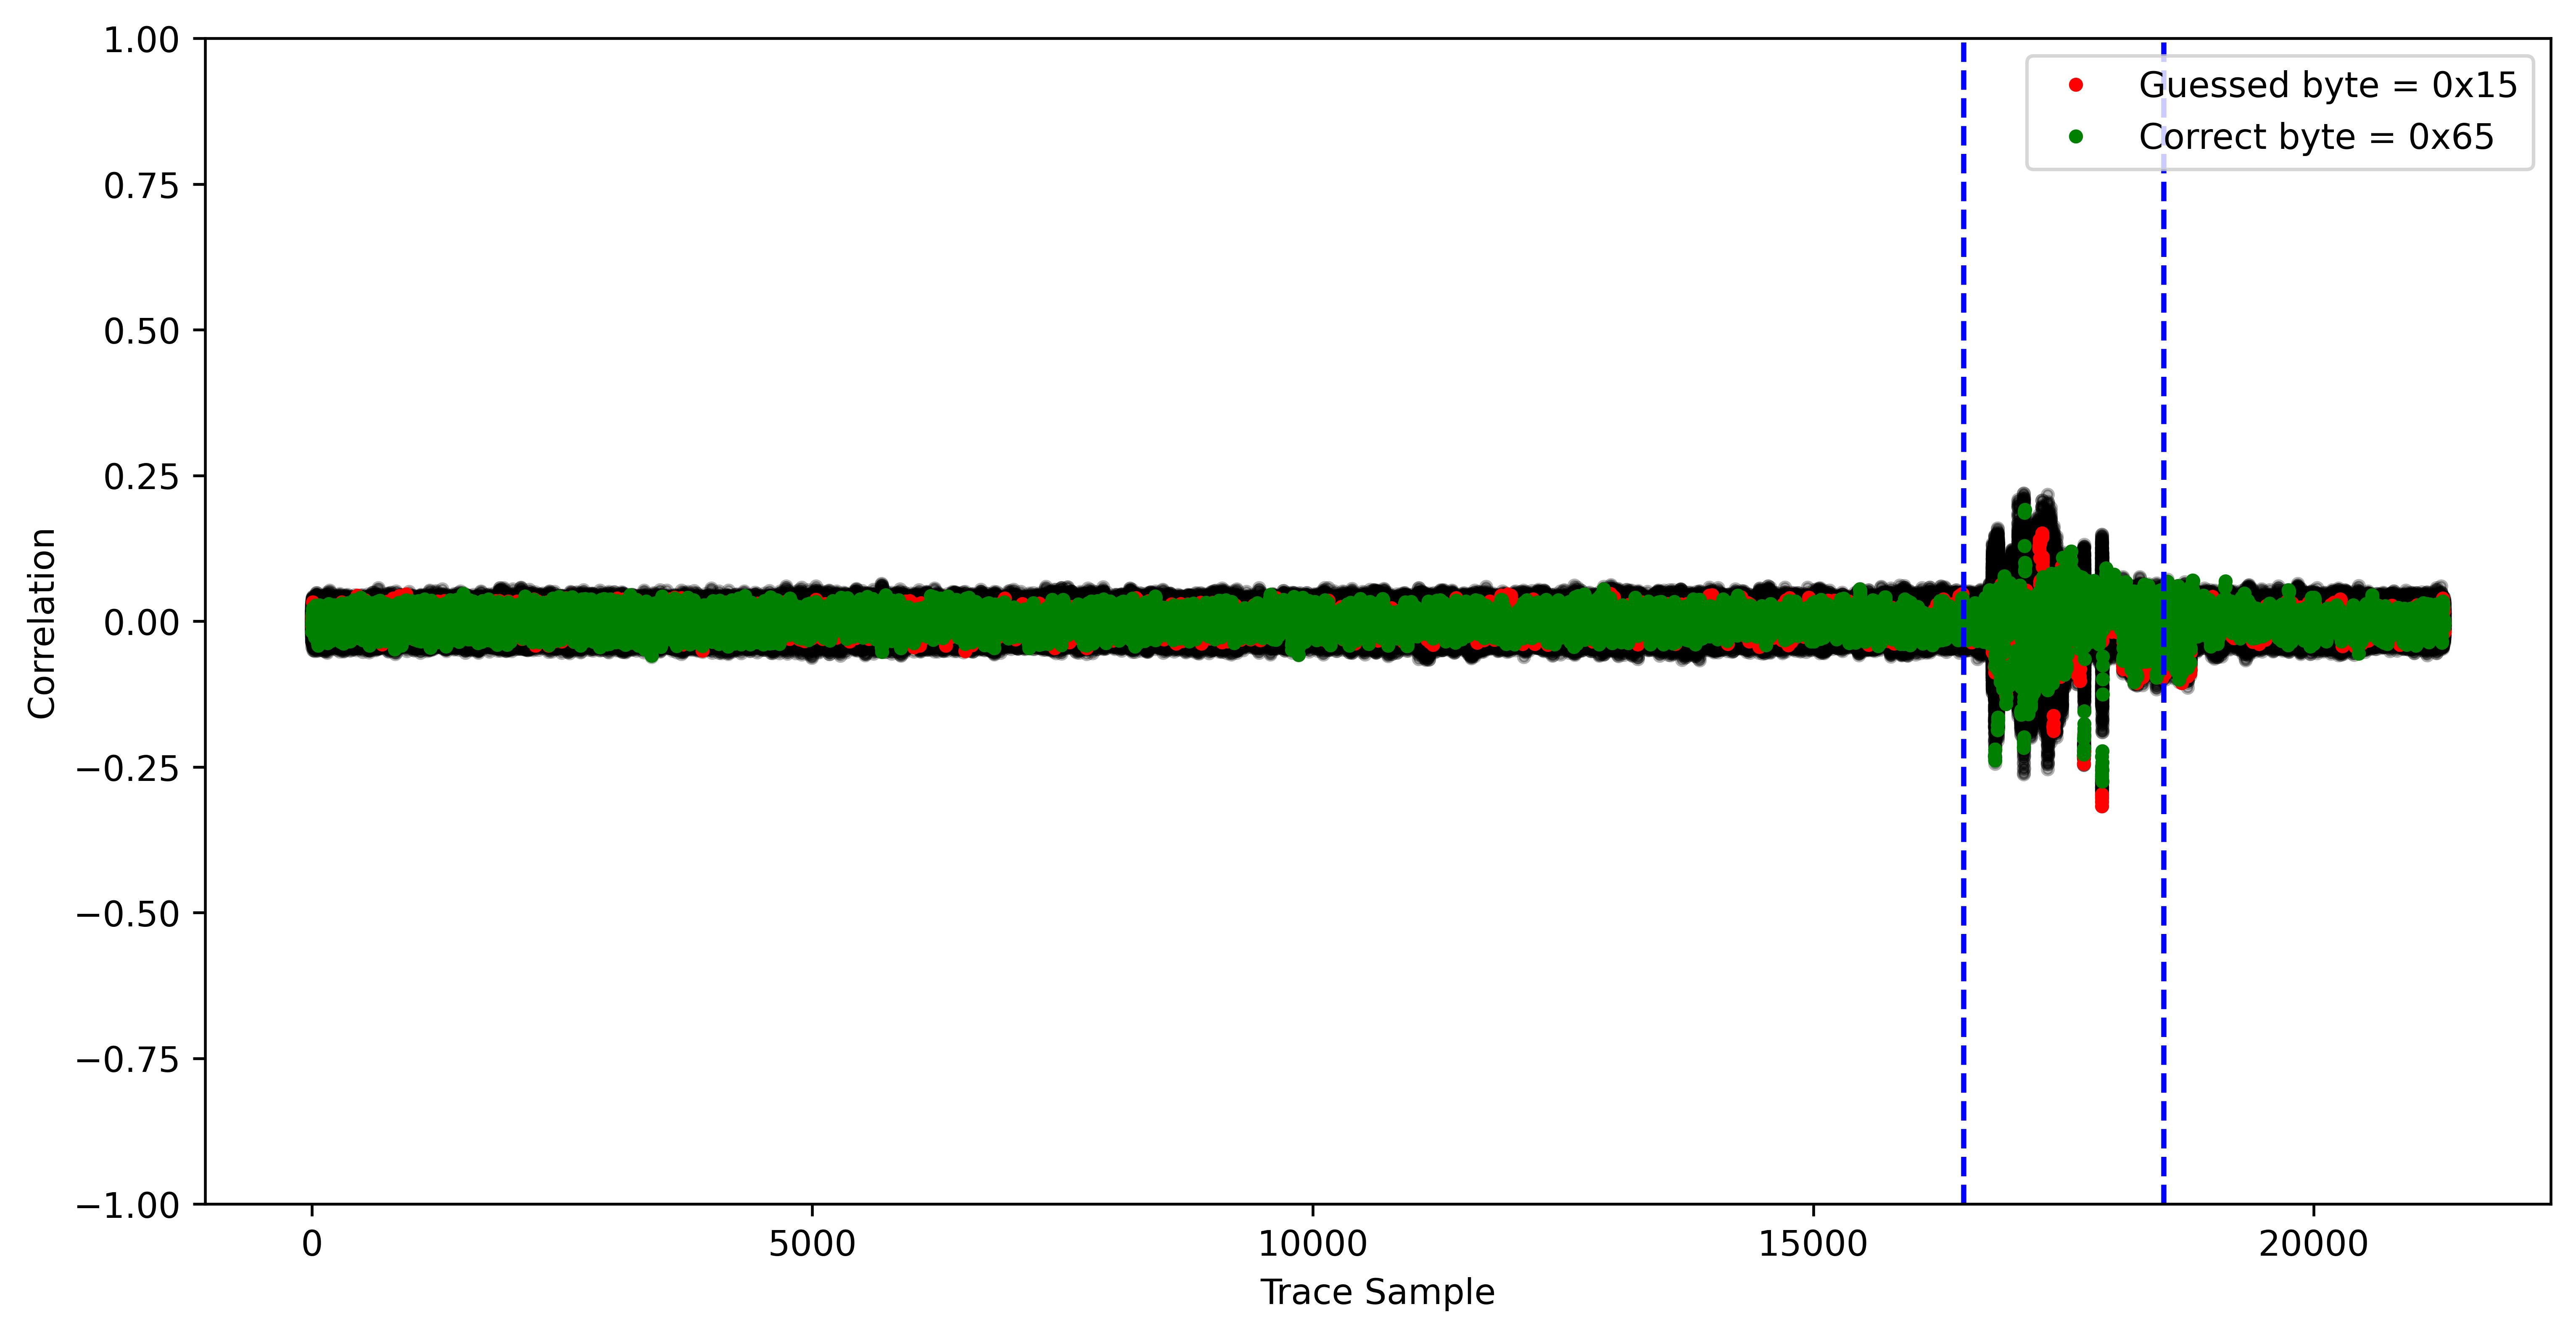 1.00
0.75
0.50
0.25
0.00
−0.25
−0.50
−0.75
−1.00
Correlation
Guessed byte = 0x15
Correct byte = 0x65
0 5000 10000 15000 20000
Trace Sample